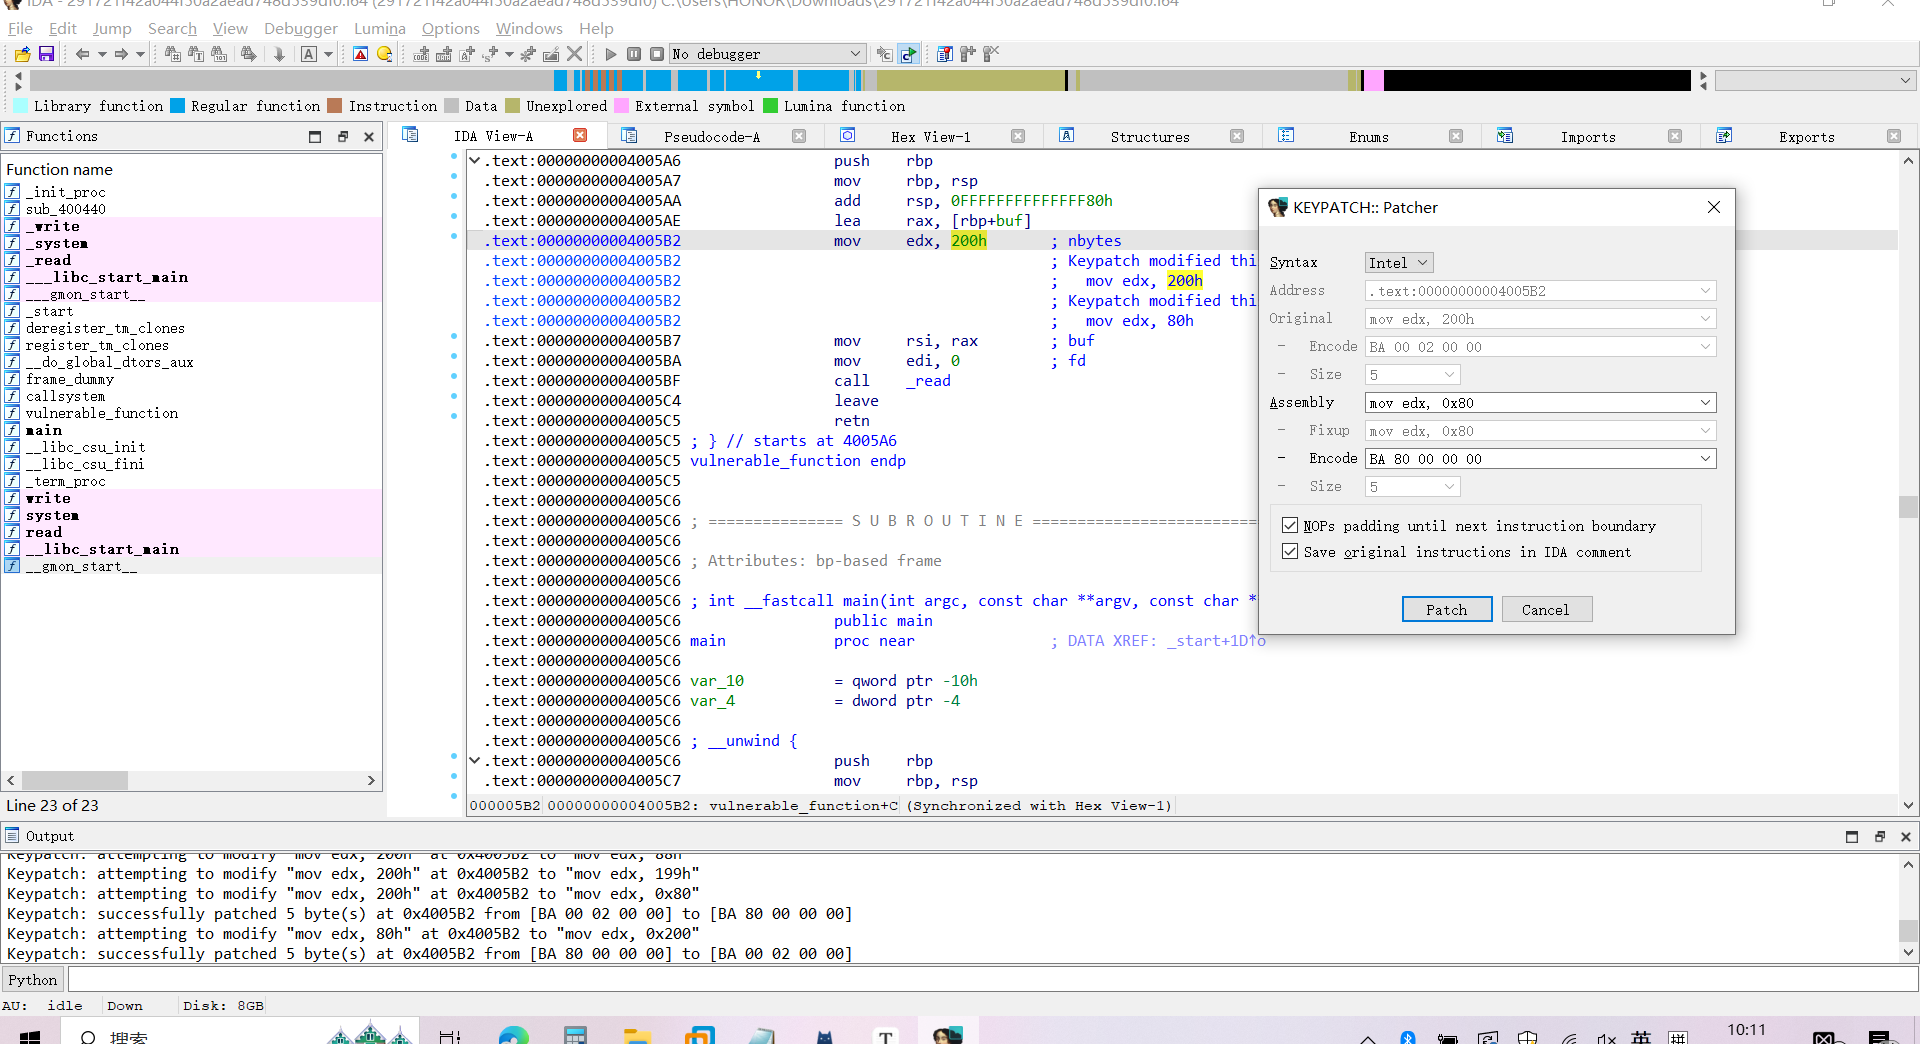 IDA - 291721f42a044f50a2aead748d539df0.i64 (291721f42a044f50a2aead748d539df0) C:\Users\HONOR\Downloads\291721f42a044f50a2aead748d539df0.i64
File Edit Jump Search View Debugger Lumina Options Windows Help
No debugger
Library function Regular function Instruction Data Unexplored External symbol Lumina function
Functions
IDA View-A Pseudocode-A Hex View-1 Structures Enums Imports Exports
Function name
_init_proc
sub_400440
_write
_system
_read
___libc_start_main
___gmon_start__
_start
deregister_tm_clones
register_tm_clones
__do_global_dtors_aux
frame_dummy
callsystem
vulnerable_function
main
__libc_csu_init
__libc_csu_fini
_term_proc
write
system
read
__libc_start_main
__gmon_start__
Line 23 of 23
.text:00000000004005A6 push rbp
.text:00000000004005A7 mov rbp, rsp
.text:00000000004005AA add rsp, 0FFFFFFFFFFFFFF80h
.text:00000000004005AE lea rax, [rbp+buf]
.text:00000000004005B2 mov edx, 200h ; nbytes
.text:00000000004005B2 ; Keypatch modified thi
.text:00000000004005B2 ; mov edx, 200h
.text:00000000004005B2 ; Keypatch modified thi
.text:00000000004005B2 ; mov edx, 80h
.text:00000000004005B7 mov rsi, rax ; buf
.text:00000000004005BA mov edi, 0 ; fd
.text:00000000004005BF call _read
.text:00000000004005C4 leave
.text:00000000004005C5 retn
.text:00000000004005C5 ; } // starts at 4005A6
.text:00000000004005C5 vulnerable_function endp
.text:00000000004005C5
.text:00000000004005C6
.text:00000000004005C6 ; =============== S U B R O U T I N E =========================
.text:00000000004005C6
.text:00000000004005C6 ; Attributes: bp-based frame
.text:00000000004005C6
.text:00000000004005C6 ; int __fastcall main(int argc, const char **argv, const char *
.text:00000000004005C6 public main
.text:00000000004005C6 main proc near ; DATA XREF: _start+1D↑o
.text:00000000004005C6
.text:00000000004005C6 var_10 = qword ptr -10h
.text:00000000004005C6 var_4 = dword ptr -4
.text:00000000004005C6
.text:00000000004005C6 ; __unwind {
.text:00000000004005C6 push rbp
.text:00000000004005C7 mov rbp, rsp
000005B2 00000000004005B2: vulnerable_function+C (Synchronized with Hex View-1)
KEYPATCH:: Patcher
Syntax Intel
Address .text:00000000004005B2
Original mov edx, 200h
- Encode BA 00 02 00 00
- Size 5
Assembly mov edx, 0x80
- Fixup mov edx, 0x80
- Encode BA 80 00 00 00
- Size 5
NOPs padding until next instruction boundary
Save original instructions in IDA comment
Patch Cancel
Output
Keypatch: attempting to modify "mov edx, 200h" at 0x4005B2 to "mov edx, 88h"
Keypatch: attempting to modify "mov edx, 200h" at 0x4005B2 to "mov edx, 199h"
Keypatch: attempting to modify "mov edx, 200h" at 0x4005B2 to "mov edx, 0x80"
Keypatch: successfully patched 5 byte(s) at 0x4005B2 from [BA 00 02 00 00] to [BA 80 00 00 00]
Keypatch: attempting to modify "mov edx, 80h" at 0x4005B2 to "mov edx, 0x200"
Keypatch: successfully patched 5 byte(s) at 0x4005B2 from [BA 80 00 00 00] to [BA 00 02 00 00]
Python
AU: idle Down Disk: 8GB
搜索
英 拼
10:11